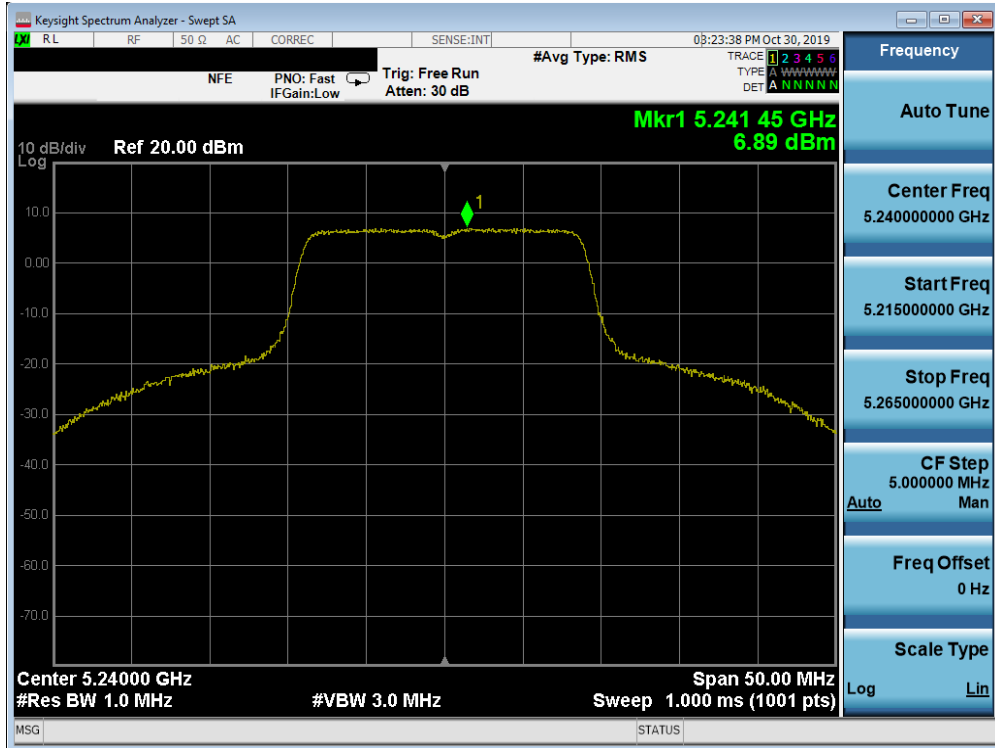 Keysight Spectrum Analyzer - Swept SA
LXI RL RF 50 Ω AC CORREC SENSE:INT 03:23:38 PM Oct 30, 2019
#Avg Type: RMS TRACE 1 2 3 4 5 6
NFE PNO: Fast Trig: Free Run TYPE A WWWWW
IFGain:Low Atten: 30 dB DET A N N N N N
Mkr1 5.241 45 GHz
6.89 dBm
10 dB/div Ref 20.00 dBm
Log
1
10.0
0.00
-10.0
-20.0
-30.0
-40.0
-50.0
-60.0
-70.0
Center 5.24000 GHz Span 50.00 MHz
#Res BW 1.0 MHz #VBW 3.0 MHz Sweep 1.000 ms (1001 pts)
MSG STATUS
Frequency
Auto Tune
Center Freq
5.240000000 GHz
Start Freq
5.215000000 GHz
Stop Freq
5.265000000 GHz
CF Step
5.000000 MHz
Auto Man
Freq Offset
0 Hz
Scale Type
Log Lin